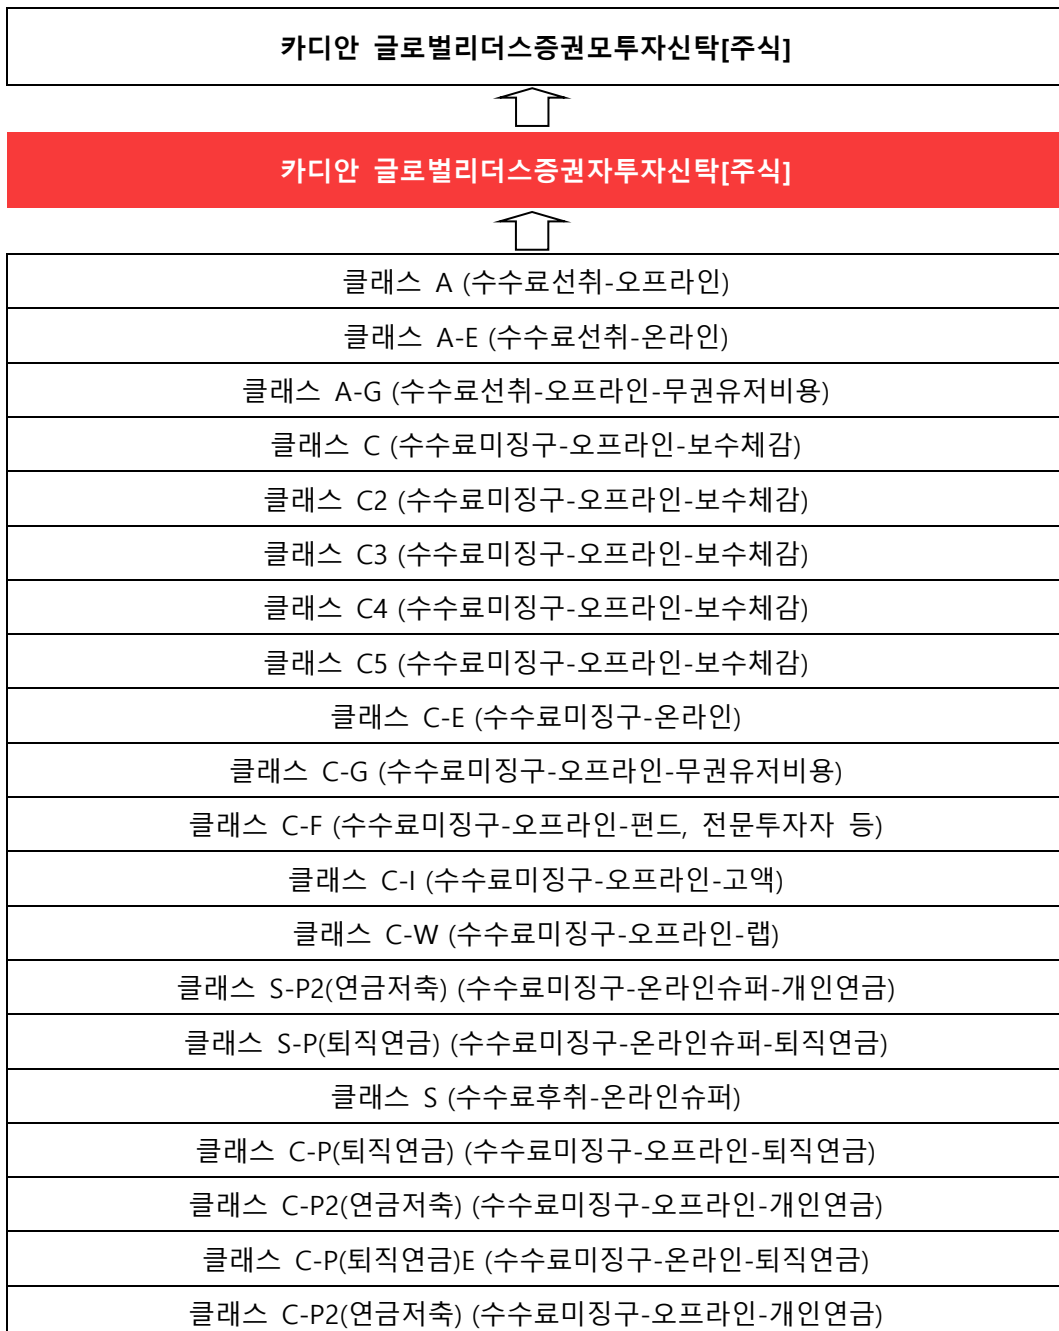 카디안 글로벌리더스증권모투자신탁[주식]
카디안 글로벌리더스증권자투자신탁[주식]
클래스 A (수수료선취-오프라인)
클래스 A-E (수수료선취-온라인)
클래스 A-G (수수료선취-오프라인-무권유저비용)
클래스 C (수수료미징구-오프라인-보수체감)
클래스 C2 (수수료미징구-오프라인-보수체감)
클래스 C3 (수수료미징구-오프라인-보수체감)
클래스 C4 (수수료미징구-오프라인-보수체감)
클래스 C5 (수수료미징구-오프라인-보수체감)
클래스 C-E (수수료미징구-온라인)
클래스 C-G (수수료미징구-오프라인-무권유저비용)
클래스 C-F (수수료미징구-오프라인-펀드, 전문투자자 등)
클래스 C-I (수수료미징구-오프라인-고액)
클래스 C-W (수수료미징구-오프라인-랩)
클래스 S-P2(연금저축) (수수료미징구-온라인슈퍼-개인연금)
클래스 S-P(퇴직연금) (수수료미징구-온라인슈퍼-퇴직연금)
클래스 S (수수료후취-온라인슈퍼)
클래스 C-P(퇴직연금) (수수료미징구-오프라인-퇴직연금)
클래스 C-P2(연금저축) (수수료미징구-오프라인-개인연금)
클래스 C-P(퇴직연금)E (수수료미징구-온라인-퇴직연금)
클래스 C-P2(연금저축) (수수료미징구-오프라인-개인연금)